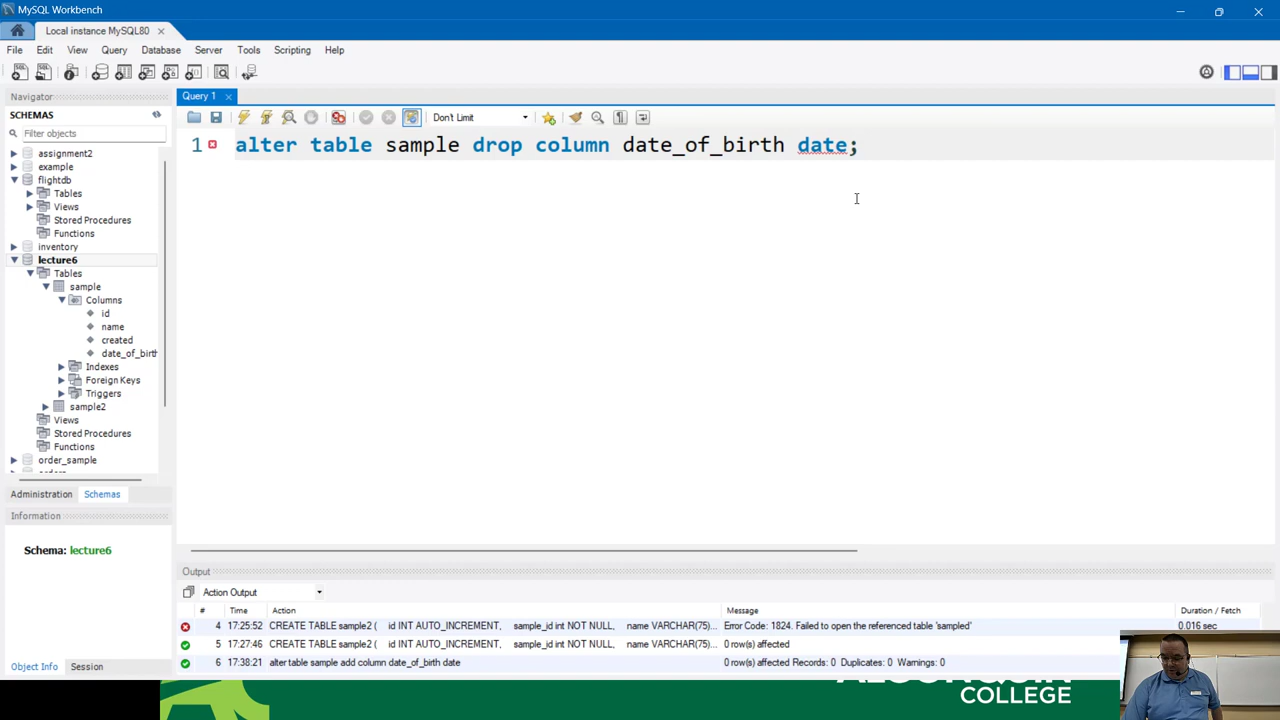 MySQL Workbench
Local instance MySQL80
File Edit View Query Database Server Tools Scripting Help
Navigator
SCHEMAS
Filter objects
assignment2
example
flightdb
Tables
Views
Stored Procedures
Functions
inventory
lecture6
Tables
sample
Columns
id
name
created
date_of_birth
Indexes
Foreign Keys
Triggers
sample2
Views
Stored Procedures
Functions
order_sample
Administration Schemas
Information
Schema: lecture6
Object Info Session
Query 1
Don't Limit
1 alter table sample drop column date_of_birth date;
Output
Action Output
# Time Action Message Duration / Fetch
4 17:25:52 CREATE TABLE sample2 ( id INT AUTO_INCREMENT, sample_id int NOT NULL, name VARCHAR(75)... Error Code: 1824. Failed to open the referenced table 'sampled' 0.016 sec
5 17:27:46 CREATE TABLE sample2 ( id INT AUTO_INCREMENT, sample_id int NOT NULL, name VARCHAR(75)... 0 row(s) affected
6 17:38:21 alter table sample add column date_of_birth date 0 row(s) affected Records: 0 Duplicates: 0 Warnings: 0
COLLEGE